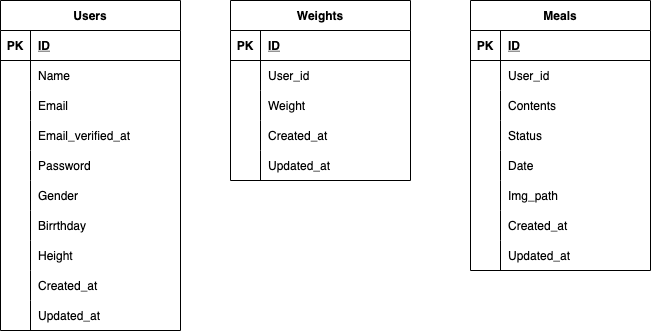 Users
PK ID
Name
Email
Email_verified_at
Password
Gender
Birrthday
Height
Created_at
Updated_at
Weights
PK ID
User_id
Weight
Created_at
Updated_at
Meals
PK ID
User_id
Contents
Status
Date
Img_path
Created_at
Updated_at